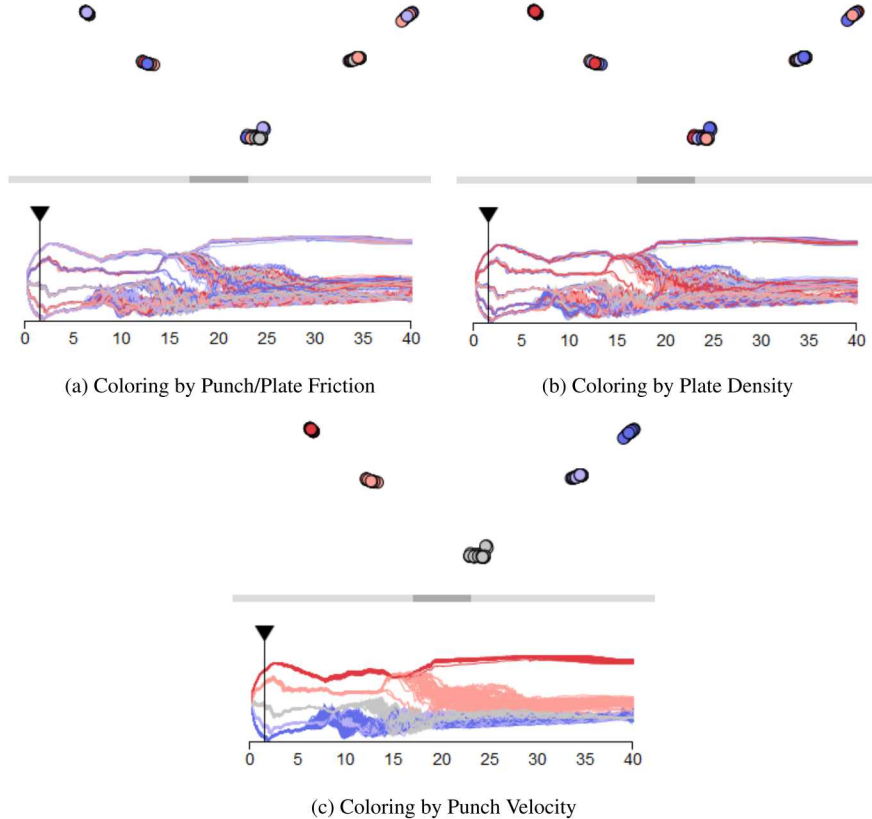 0 5 10 15 20 25 30 35 40
0 5 10 15 20 25 30 35 40
(a) Coloring by Punch/Plate Friction
(b) Coloring by Plate Density
0 5 10 15 20 25 30 35 40
(c) Coloring by Punch Velocity